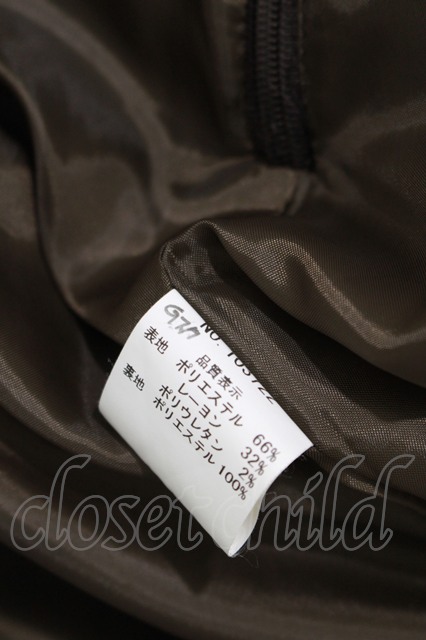 品質表示
表地 ポリエステル 66%
レーヨン 32%
ポリウレタン 2%
裏地 ポリエステル 100%
closet child